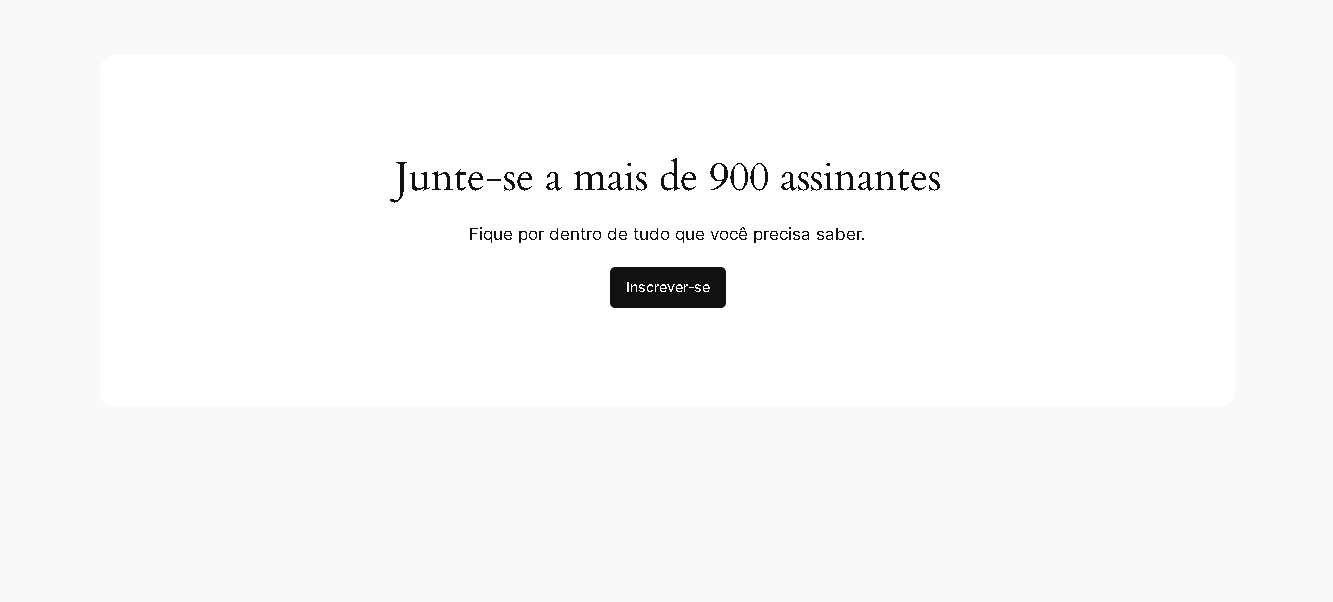 Junte-se a mais de 900 assinantes
Fique por dentro de tudo que você precisa saber.
Inscrever-se